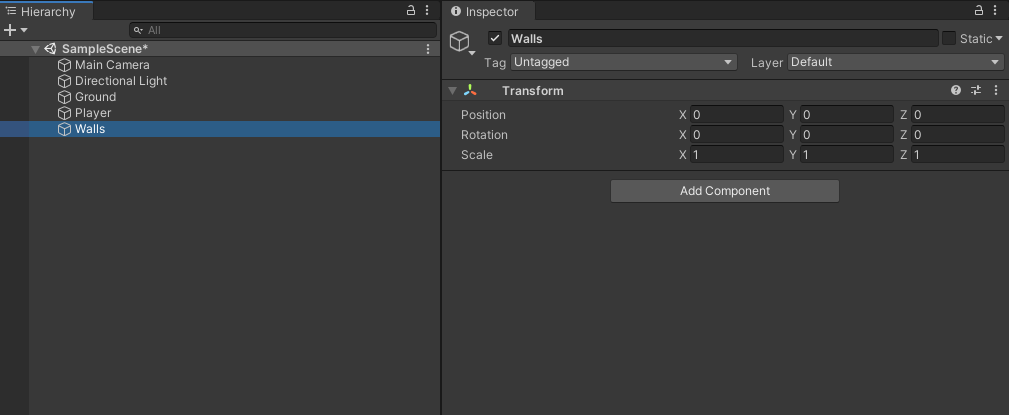 Hierarchy
All
SampleScene*
Main Camera
Directional Light
Ground
Player
Walls
Inspector
Walls
Static
Tag Untagged Layer Default
Transform
Position X 0 Y 0 Z 0
Rotation X 0 Y 0 Z 0
Scale X 1 Y 1 Z 1
Add Component